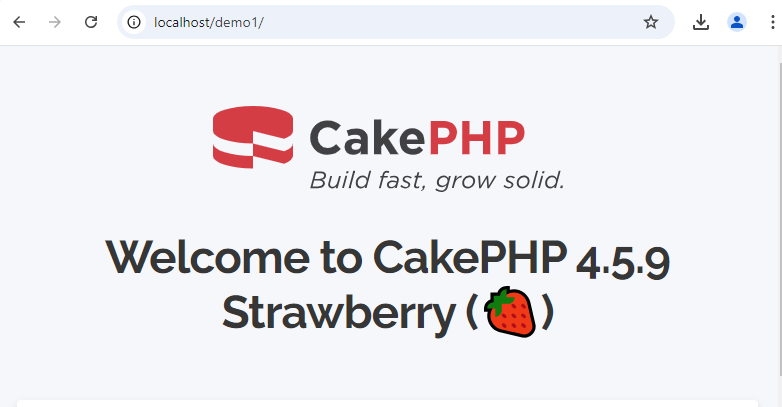 localhost/demo1/
CakePHP
Build fast, grow solid.
Welcome to CakePHP 4.5.9
Strawberry (🍓)